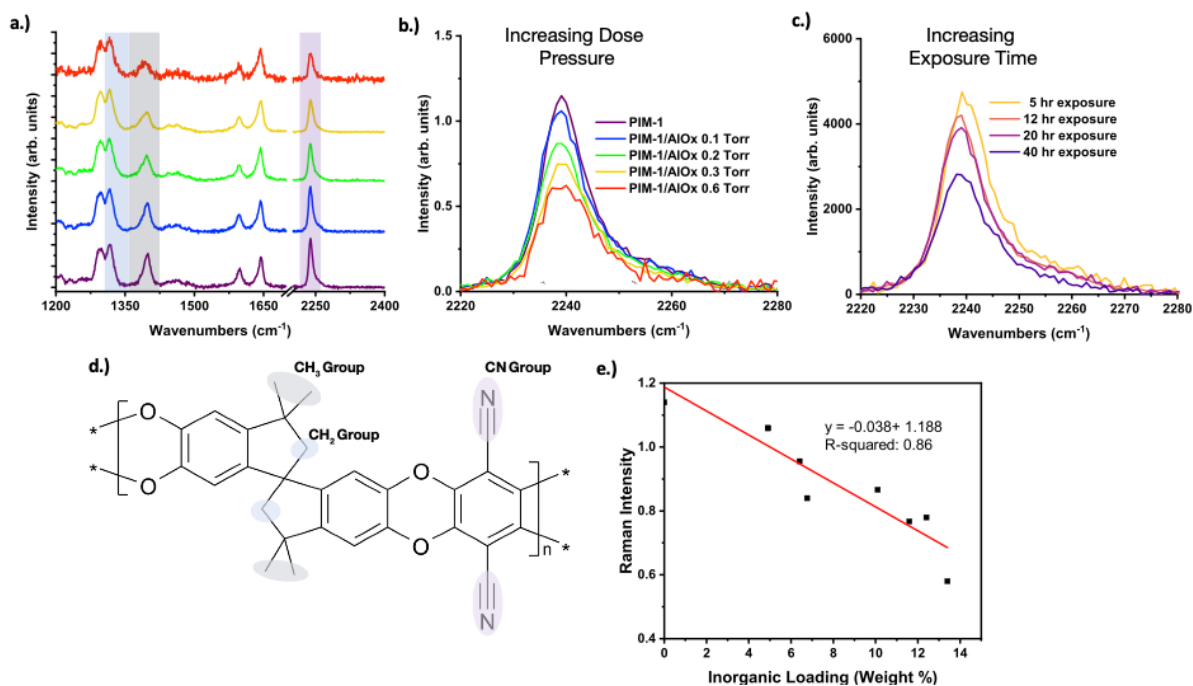 a.)
Intensity (arb. units)
1200 1350 1500 1650 2250 2400
Wavenumbers (cm⁻¹)
b.)
Increasing Dose
Pressure
Intensity (arb. units)
1.5
1.0
0.5
0.0
PIM-1
PIM-1/AlOx 0.1 Torr
PIM-1/AlOx 0.2 Torr
PIM-1/AlOx 0.3 Torr
PIM-1/AlOx 0.6 Torr
2220 2240 2260 2280
Wavenumbers (cm⁻¹)
c.)
Increasing
Exposure Time
Intensity (arb. units)
6000
4000
2000
0
5 hr exposure
12 hr exposure
20 hr exposure
40 hr exposure
2220 2230 2240 2250 2260 2270 2280
Wavenumbers (cm⁻¹)
d.)
CH₃ Group
CN Group
CH₂ Group
N
O
O
*
*
O
O
n
*
*
N
e.)
Raman Intensity
1.2
1.0
0.8
0.6
0.4
y = -0.038+ 1.188
R-squared: 0.86
0 2 4 6 8 10 12 14
Inorganic Loading (Weight %)